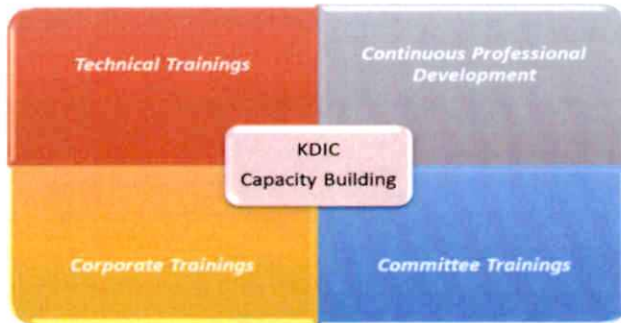 Technical Trainings
Continuous Professional
Development
KDIC
Capacity Building
Corporate Trainings
Committee Trainings